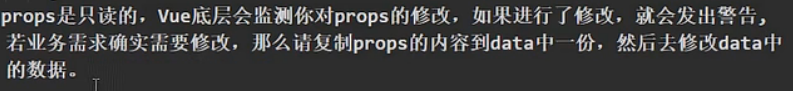 props是只读的，Vue底层会监测你对props的修改，如果进行了修改，就会发出警告，
若业务需求确实需要修改，那么请复制props的内容到data中一份，然后去修改data中
的数据。